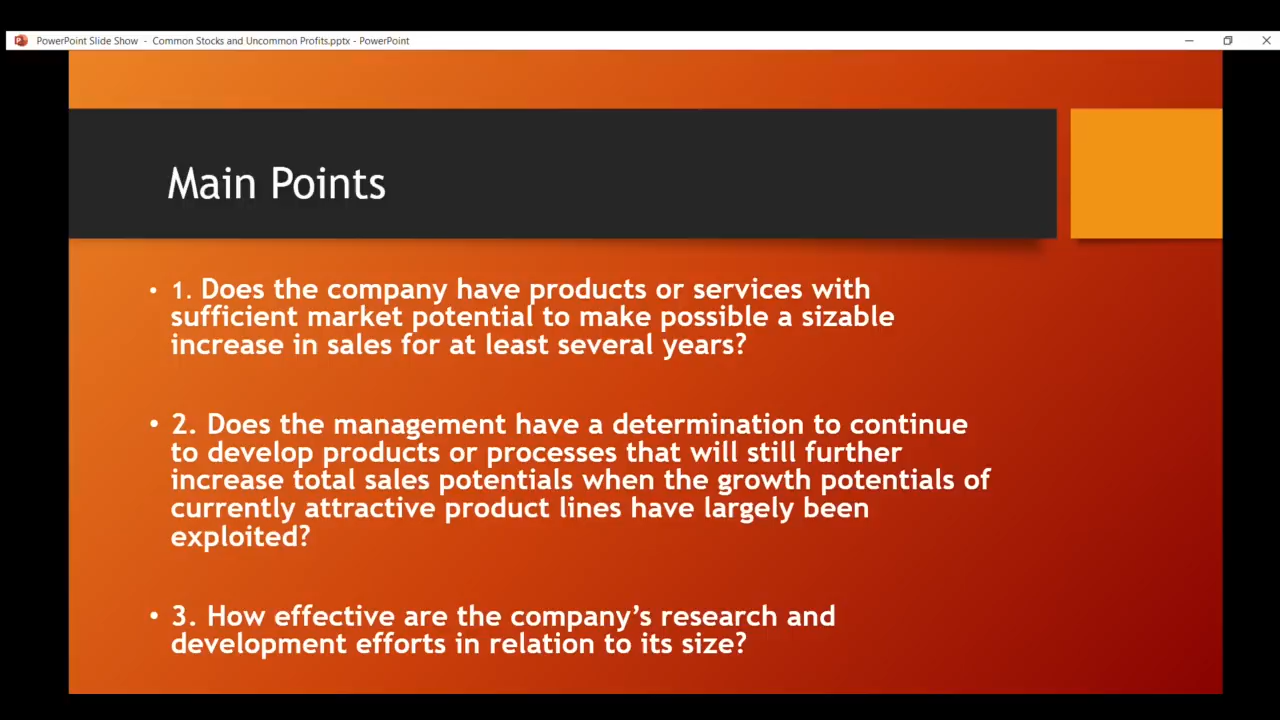 PowerPoint Slide Show - Common Stocks and Uncommon Profits.pptx - PowerPoint
Main Points
• 1. Does the company have products or services with
sufficient market potential to make possible a sizable
increase in sales for at least several years?
• 2. Does the management have a determination to continue
to develop products or processes that will still further
increase total sales potentials when the growth potentials of
currently attractive product lines have largely been
exploited?
• 3. How effective are the company’s research and
development efforts in relation to its size?